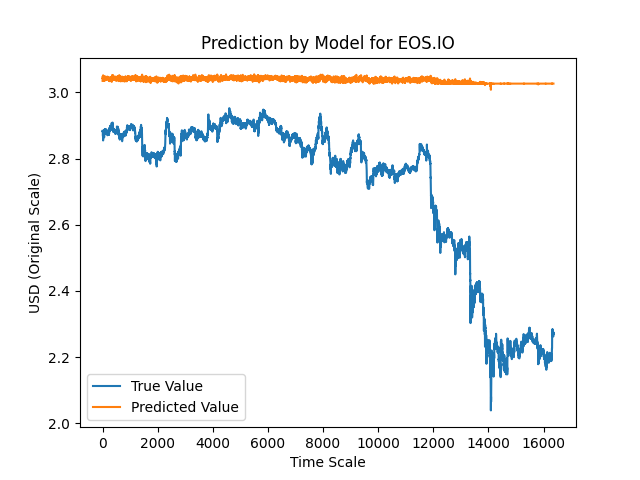 Prediction by Model for EOS.IO
USD (Original Scale)
3.0
2.8
2.6
2.4
2.2
2.0
True Value
Predicted Value
0 2000 4000 6000 8000 10000 12000 14000 16000
Time Scale